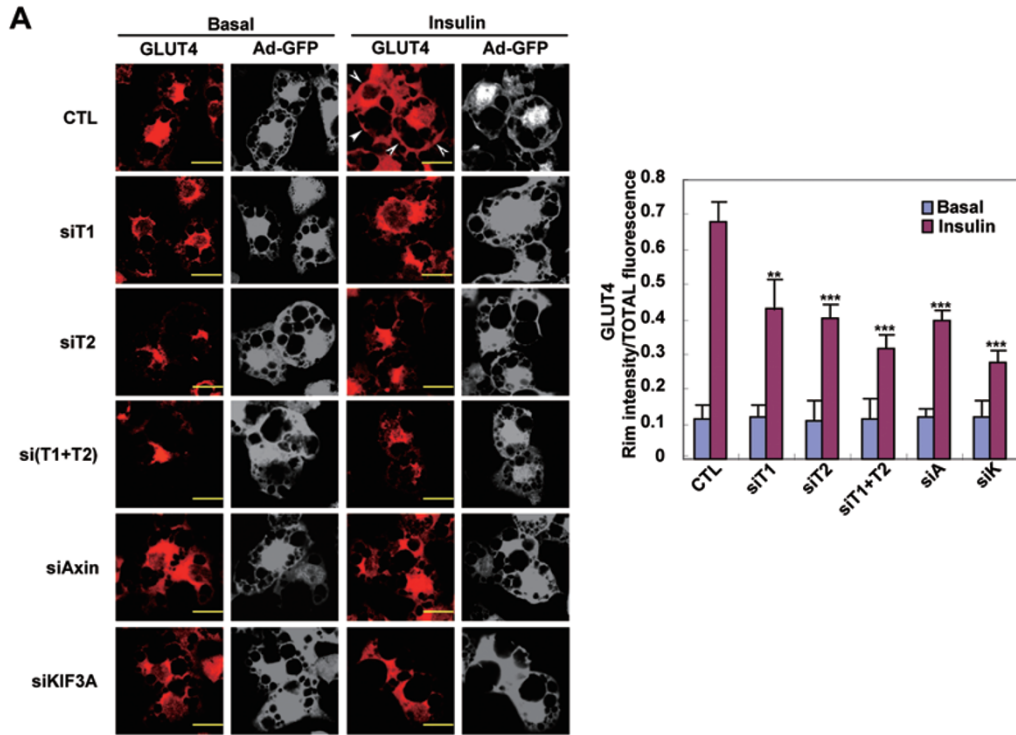 A
Basal Insulin
GLUT4 Ad-GFP GLUT4 Ad-GFP
CTL
siT1
siT2
si(T1+T2)
siAxin
siKIF3A
GLUT4
Rim intensity/TOTAL fluorescence
0.8
0.7
0.6
0.5
0.4
0.3
0.2
0.1
0
Basal
Insulin
**
***
***
***
***
CTL
siT1
siT2
siT1+T2
siA
siK